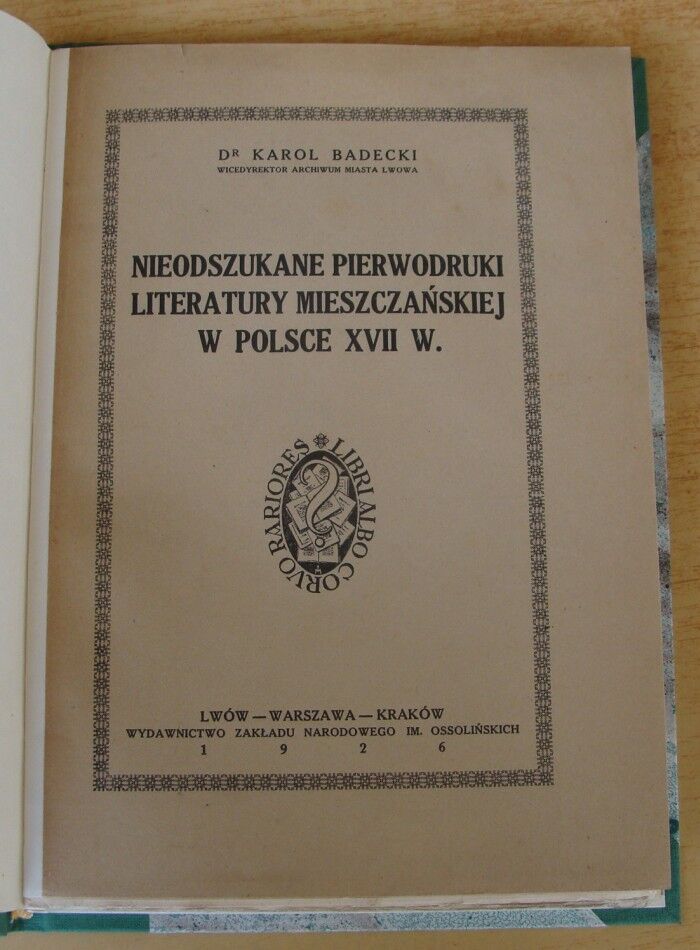 Dʀ KAROL BADECKI
WICEDYREKTOR ARCHIWUM MIASTA LWOWA
NIEODSZUKANE PIERWODRUKI
LITERATURY MIESZCZAŃSKIEJ
W POLSCE XVII W.
LIBRI ALBO CORVO RARIORES
LWÓW — WARSZAWA — KRAKÓW
WYDAWNICTWO ZAKŁADU NARODOWEGO IM. OSSOLIŃSKICH
1 9 2 6